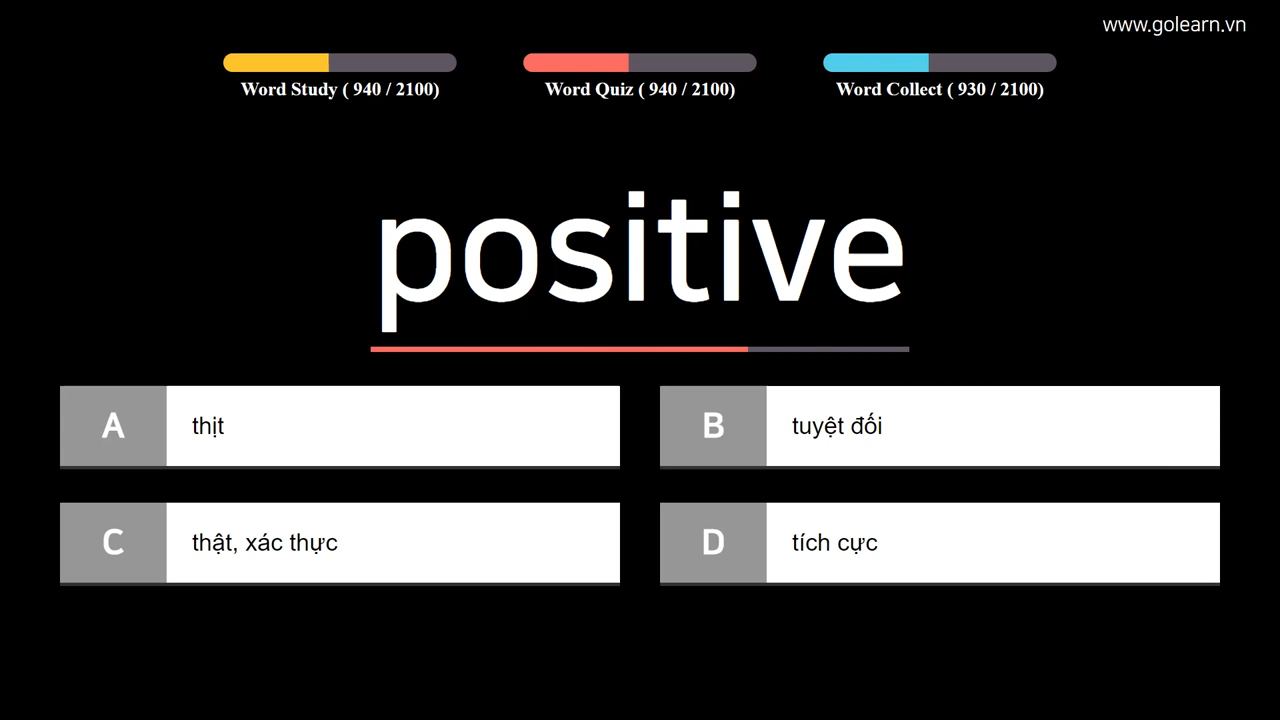 www.golearn.vn
Word Study ( 940 / 2100)
Word Quiz ( 940 / 2100)
Word Collect ( 930 / 2100)
positive
A thịt
B tuyệt đối
C thật, xác thực
D tích cực